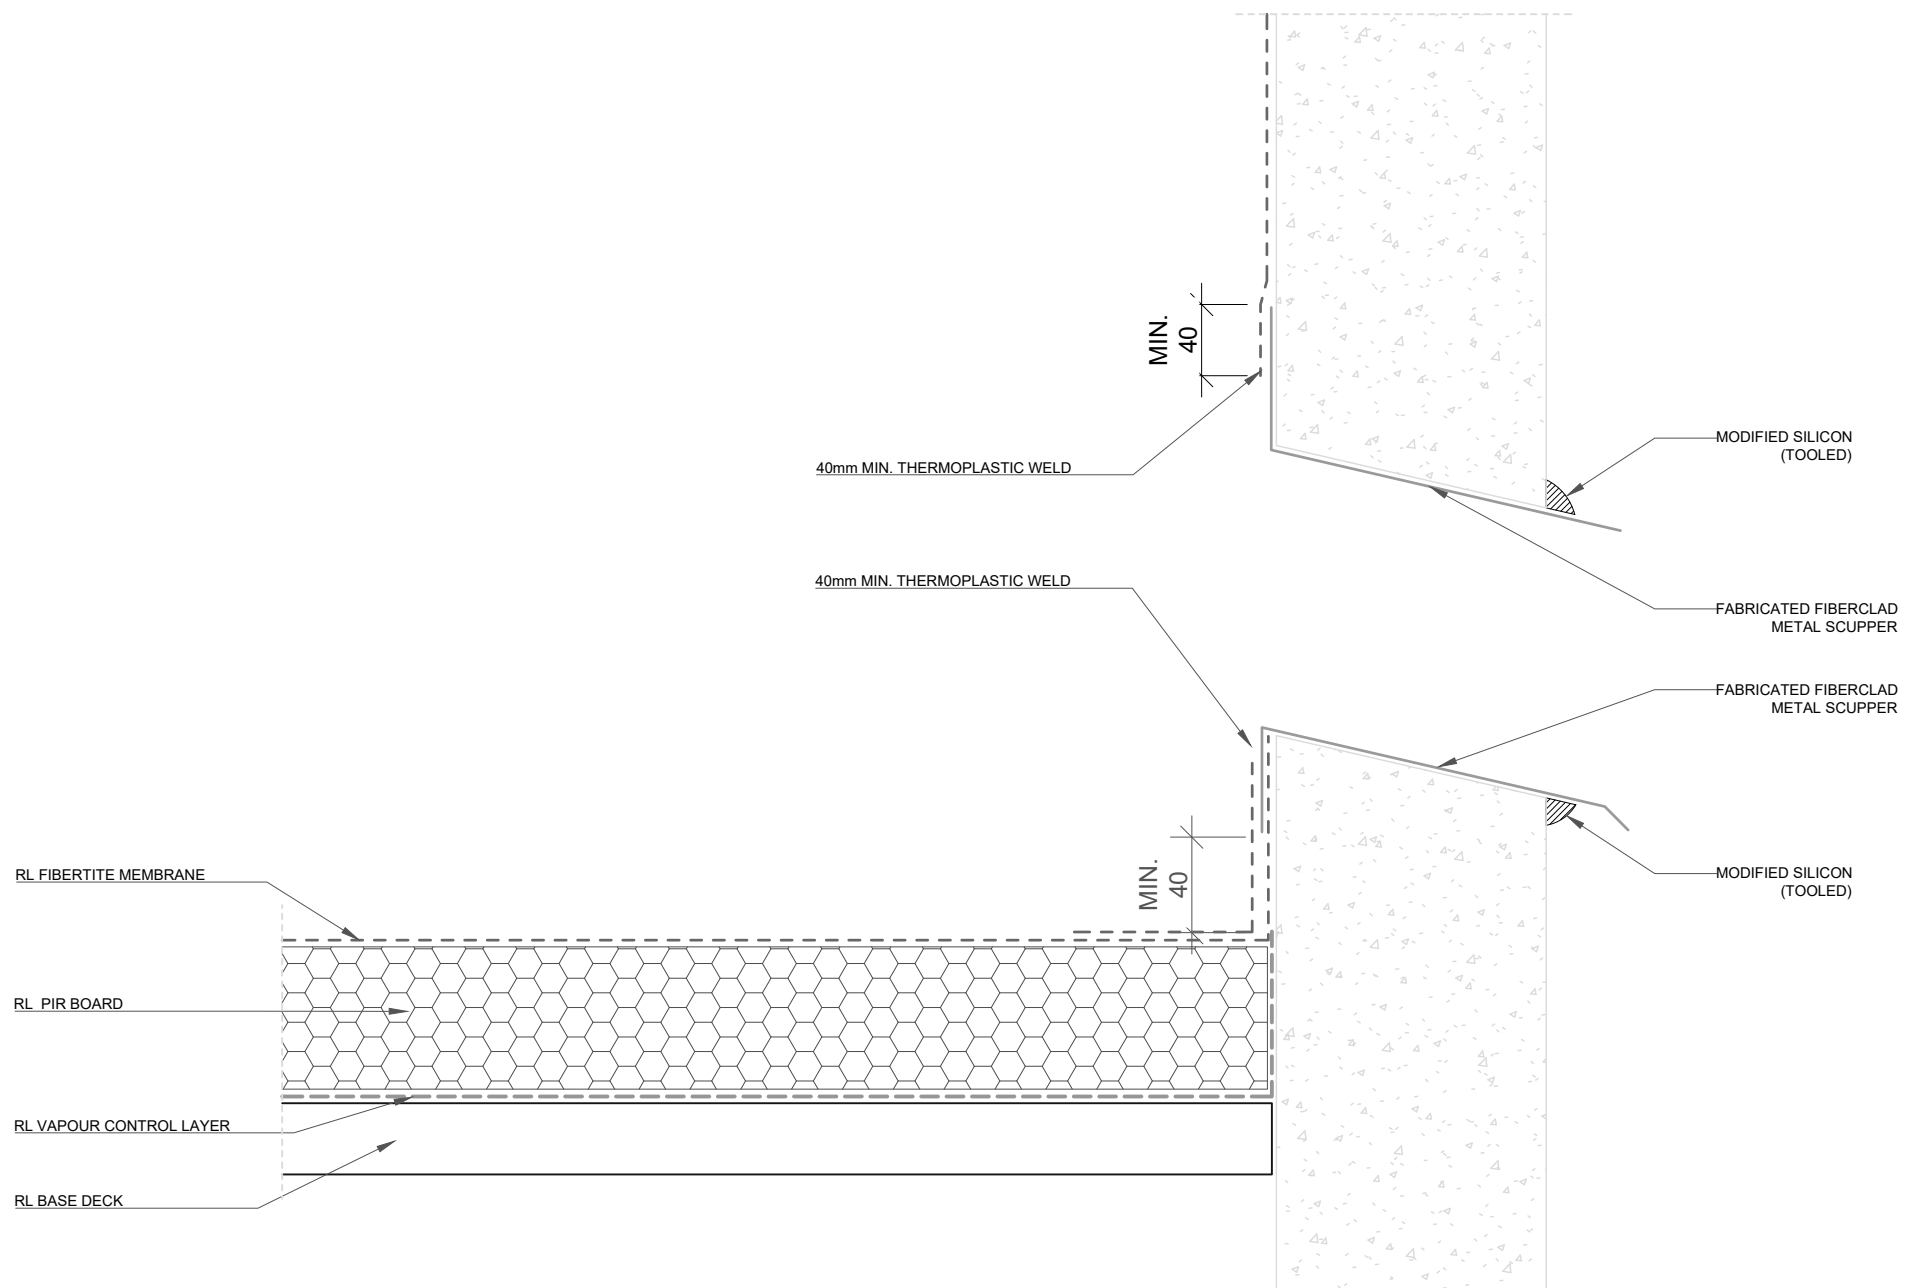 MIN.
40
MODIFIED SILICON
(TOOLED)
40mm MIN. THERMOPLASTIC WELD
40mm MIN. THERMOPLASTIC WELD
FABRICATED FIBERCLAD
METAL SCUPPER
FABRICATED FIBERCLAD
METAL SCUPPER
RL FIBERTITE MEMBRANE
MIN.
40
MODIFIED SILICON
(TOOLED)
RL PIR BOARD
RL VAPOUR CONTROL LAYER
RL BASE DECK